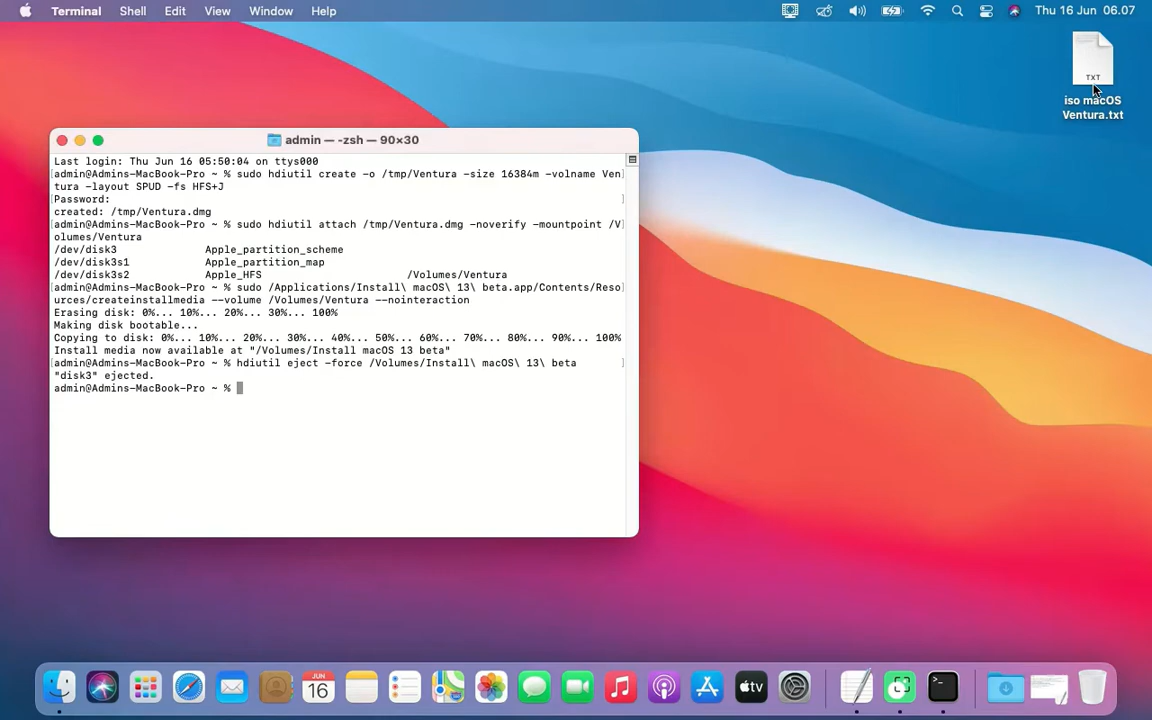 Terminal Shell Edit View Window Help Thu 16 Jun 06.07
TXT
iso macOS
Ventura.txt
admin — -zsh — 90×30
Last login: Thu Jun 16 05:50:04 on ttys000
[admin@Admins-MacBook-Pro ~ % sudo hdiutil create -o /tmp/Ventura -size 16384m -volname Ven]
tura -layout SPUD -fs HFS+J
[Password: ]
created: /tmp/Ventura.dmg
[admin@Admins-MacBook-Pro ~ % sudo hdiutil attach /tmp/Ventura.dmg -noverify -mountpoint /V]
olumes/Ventura
/dev/disk3 Apple_partition_scheme
/dev/disk3s1 Apple_partition_map
/dev/disk3s2 Apple_HFS /Volumes/Ventura
[admin@Admins-MacBook-Pro ~ % sudo /Applications/Install\ macOS\ 13\ beta.app/Contents/Reso]
urces/createinstallmedia --volume /Volumes/Ventura --nointeraction
Erasing disk: 0%... 10%... 20%... 30%... 100%
Making disk bootable...
Copying to disk: 0%... 10%... 20%... 30%... 40%... 50%... 60%... 70%... 80%... 90%... 100%
Install media now available at "/Volumes/Install macOS 13 beta"
[admin@Admins-MacBook-Pro ~ % hdiutil eject -force /Volumes/Install\ macOS\ 13\ beta ]
"disk3" ejected.
admin@Admins-MacBook-Pro ~ %
JUN
16
tv
>_